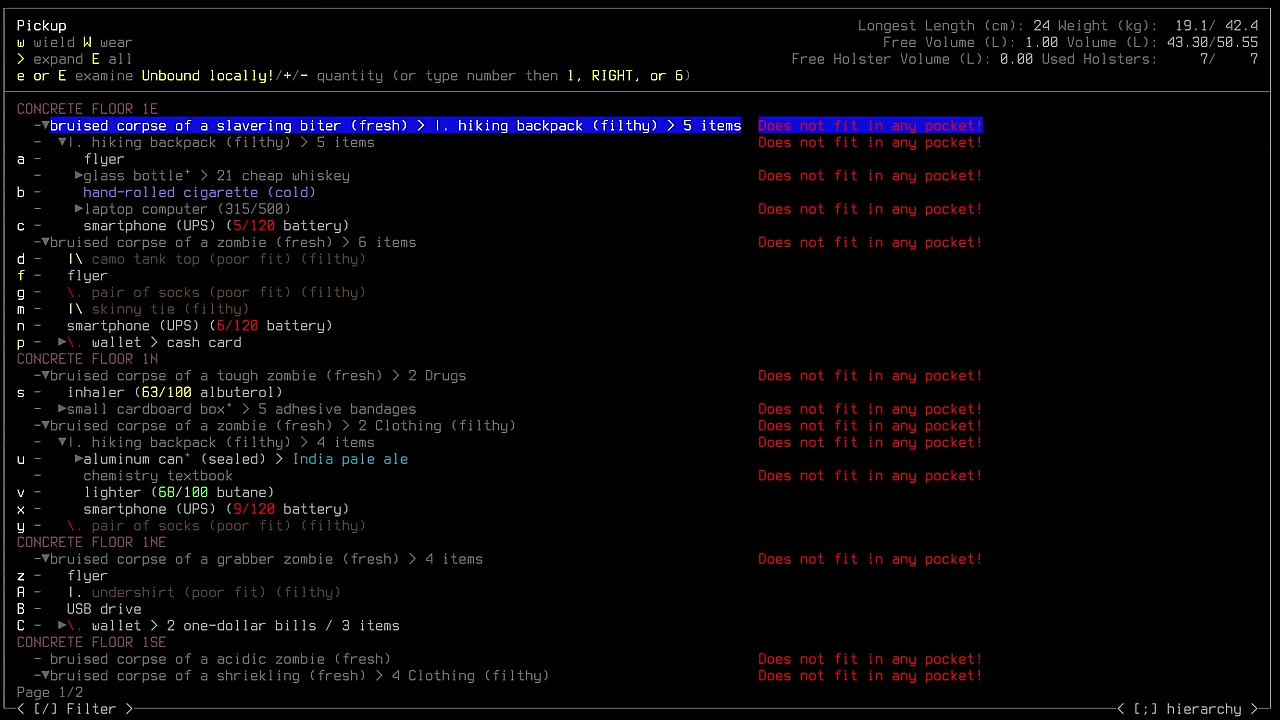 Pickup Longest Length (cm): 24 Weight (kg): 19.1/ 42.4
w wield W wear Free Volume (L): 1.00 Volume (L): 43.30/50.55
> expand E all Free Holster Volume (L): 0.00 Used Holsters: 7/ 7
e or E examine Unbound locally!/+/- quantity (or type number then l, RIGHT, or 6)
CONCRETE FLOOR 1E
-▼bruised corpse of a slavering biter (fresh) > |. hiking backpack (filthy) > 5 items Does not fit in any pocket!
- ▼|. hiking backpack (filthy) > 5 items Does not fit in any pocket!
a - flyer
- ▶glass bottle⁺ > 21 cheap whiskey Does not fit in any pocket!
b - hand-rolled cigarette (cold)
- ▶laptop computer (315/500) Does not fit in any pocket!
c - smartphone (UPS) (5/120 battery)
-▼bruised corpse of a zombie (fresh) > 6 items Does not fit in any pocket!
d - |\ camo tank top (poor fit) (filthy)
f - flyer
g - \. pair of socks (poor fit) (filthy)
m - |\ skinny tie (filthy)
n - smartphone (UPS) (6/120 battery)
p - ▶\. wallet > cash card
CONCRETE FLOOR 1N
-▼bruised corpse of a tough zombie (fresh) > 2 Drugs Does not fit in any pocket!
s - inhaler (63/100 albuterol)
- ▶small cardboard box⁺ > 5 adhesive bandages Does not fit in any pocket!
-▼bruised corpse of a zombie (fresh) > 2 Clothing (filthy) Does not fit in any pocket!
- ▼|. hiking backpack (filthy) > 4 items Does not fit in any pocket!
u - ▶aluminum can⁺ (sealed) > India pale ale
- chemistry textbook Does not fit in any pocket!
v - lighter (68/100 butane)
x - smartphone (UPS) (9/120 battery)
y - \. pair of socks (poor fit) (filthy)
CONCRETE FLOOR 1NE
-▼bruised corpse of a grabber zombie (fresh) > 4 items Does not fit in any pocket!
z - flyer
A - |. undershirt (poor fit) (filthy)
B - USB drive
C - ▶\. wallet > 2 one-dollar bills / 3 items
CONCRETE FLOOR 1SE
- bruised corpse of a acidic zombie (fresh) Does not fit in any pocket!
-▼bruised corpse of a shriekling (fresh) > 4 Clothing (filthy) Does not fit in any pocket!
Page 1/2
< [/] Filter > < [;] hierarchy >